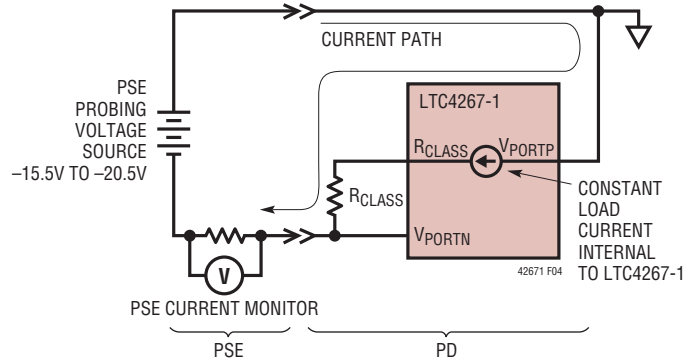 CURRENT PATH
PSE
PROBING
VOLTAGE
SOURCE
–15.5V TO –20.5V
LTC4267-1
RCLASS
VPORTP
RCLASS
VPORTN
CONSTANT
LOAD
CURRENT
INTERNAL
TO LTC4267-1
42671 F04
V
PSE CURRENT MONITOR
PSE
PD